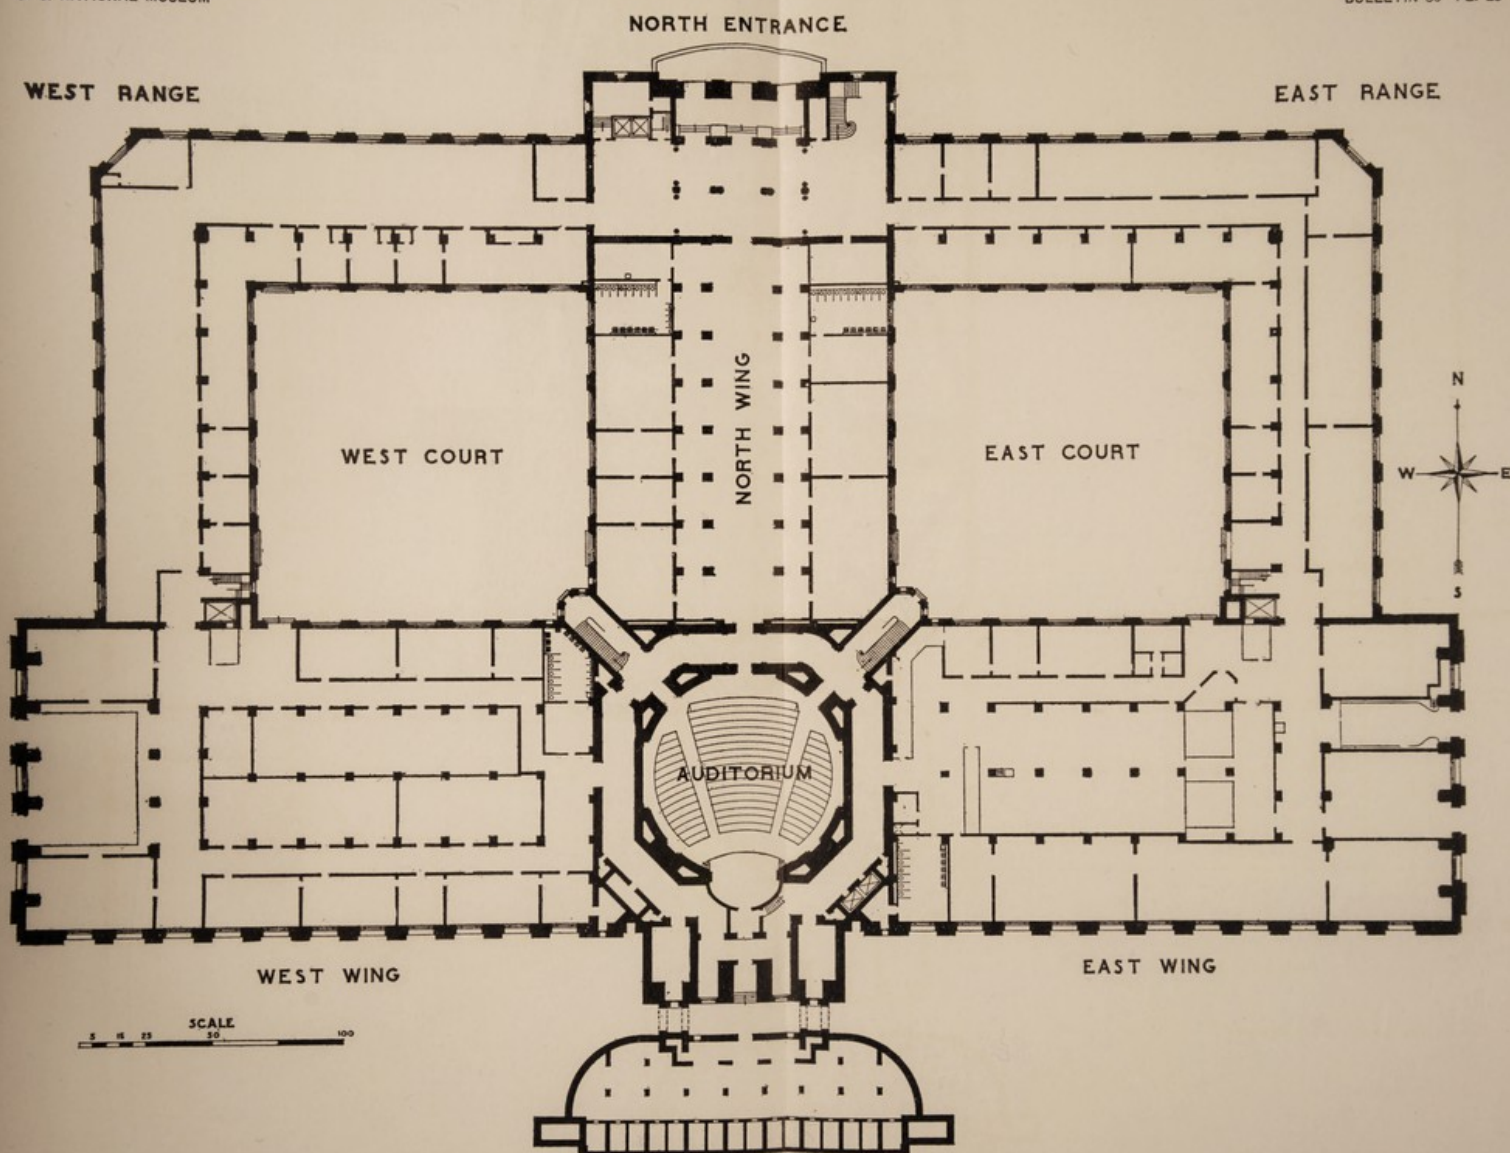 NORTH ENTRANCE
WEST RANGE
EAST RANGE
NORTH WING
WEST COURT
EAST COURT
N
W
E
S
AUDITORIUM
WEST WING
EAST WING
SCALE
5 15 25 50 100